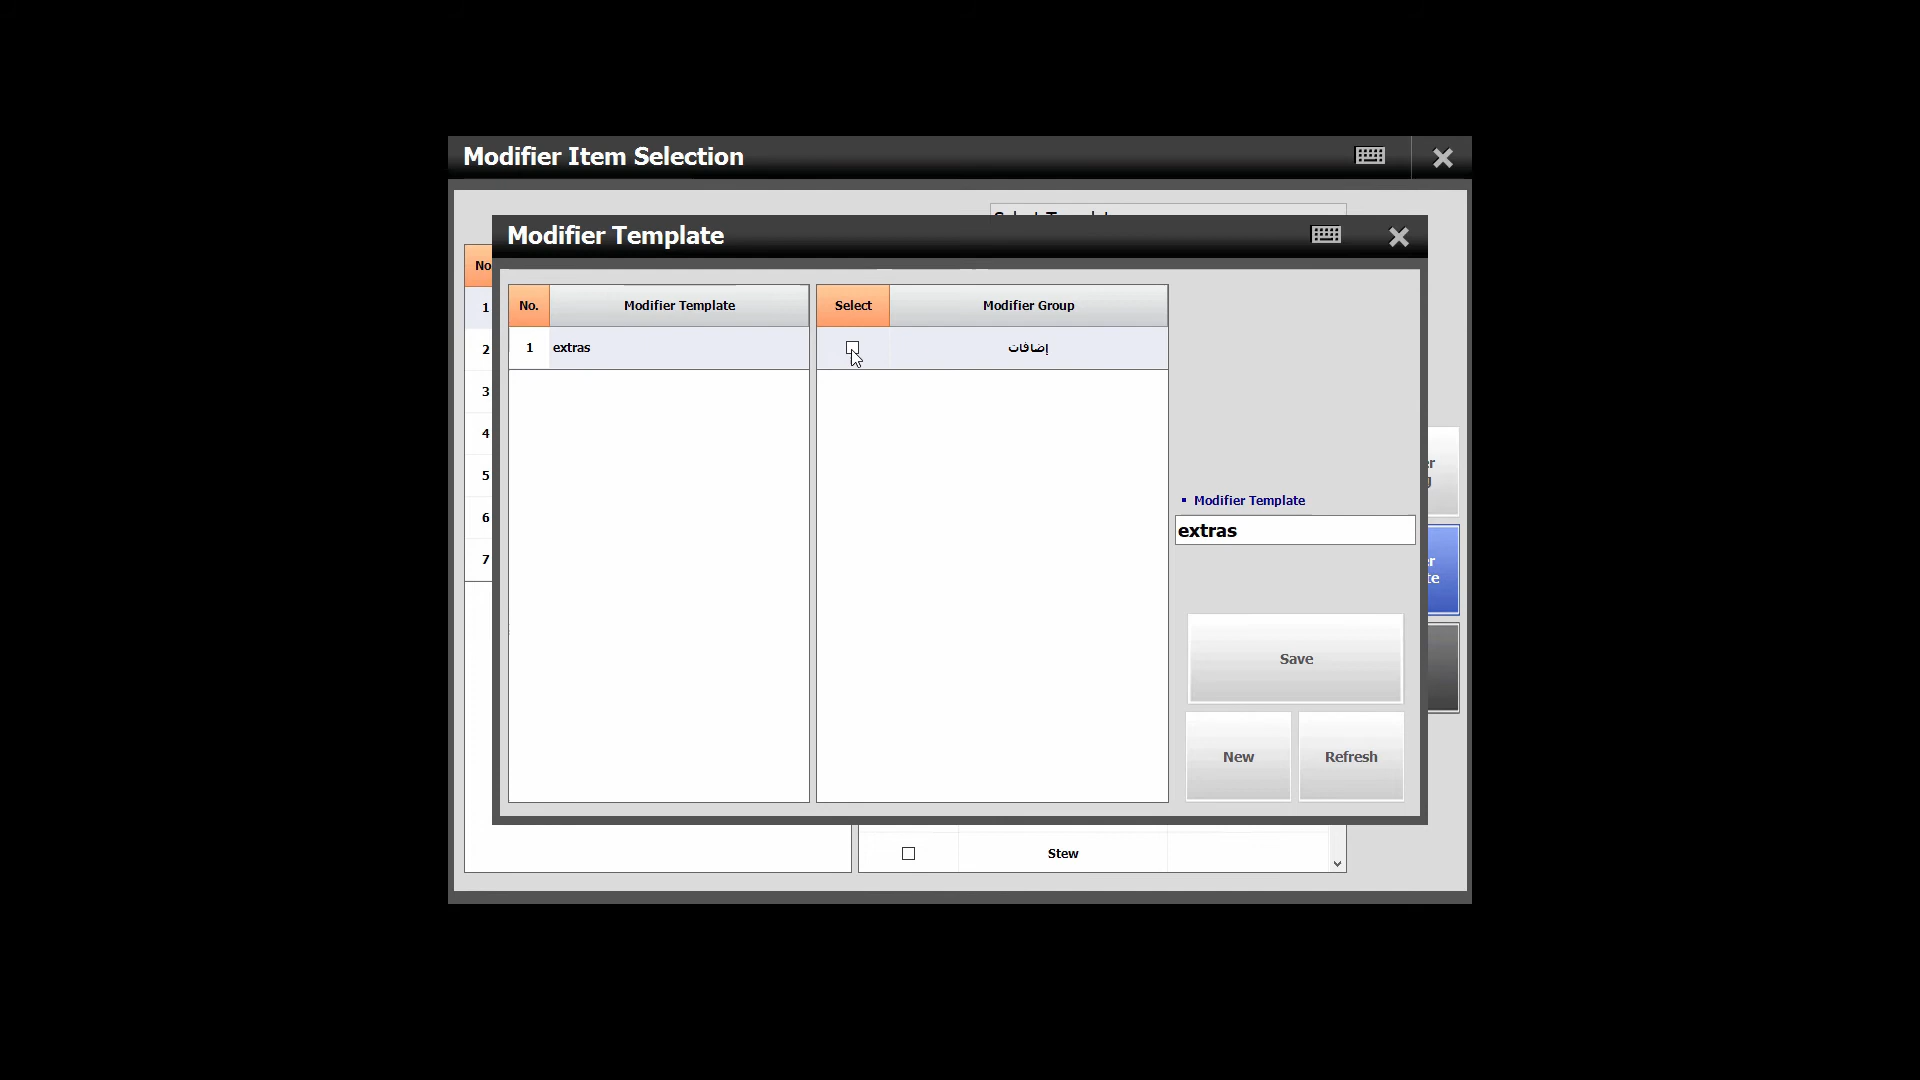 Modifier Item Selection
Modifier Template
No. Modifier Template
1 extras
Select Modifier Group
إضافات
Modifier Template
extras
Save
New Refresh
No
1
2
3
4
5
6
7
Stew